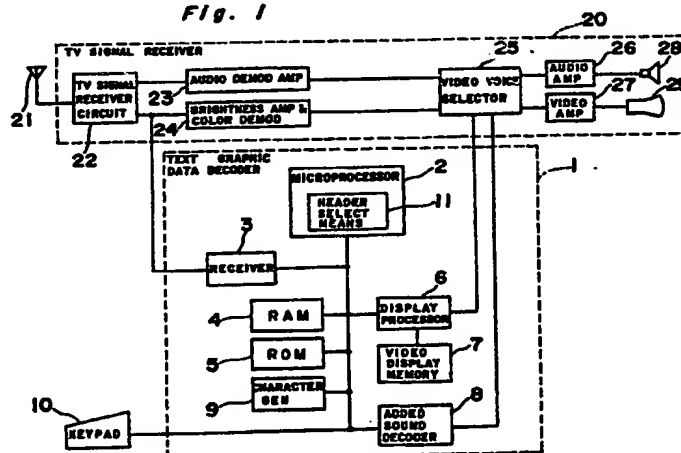 Fig. 1
20
TV SIGNAL RECEIVER
25
26
28
21
TV SIGNAL
RECEIVER
CIRCUIT
22
AUDIO DEMOD AMP
23
BRIGHTNESS AMP &
COLOR DEMOD
24
VIDEO VOICE
SELECTOR
AUDIO
AMP
27
VIDEO
AMP
TEXT GRAPHIC
DATA DECODER
1
MICROPROCESSOR
2
HEADER
SELECT
MEANS
11
3
RECEIVER
4
RAM
5
ROM
9
CHARACTER
GEN
6
DISPLAY
PROCESSOR
VIDEO
DISPLAY
MEMORY
7
8
ADDED
SOUND
DECODER
10
KEYPAD